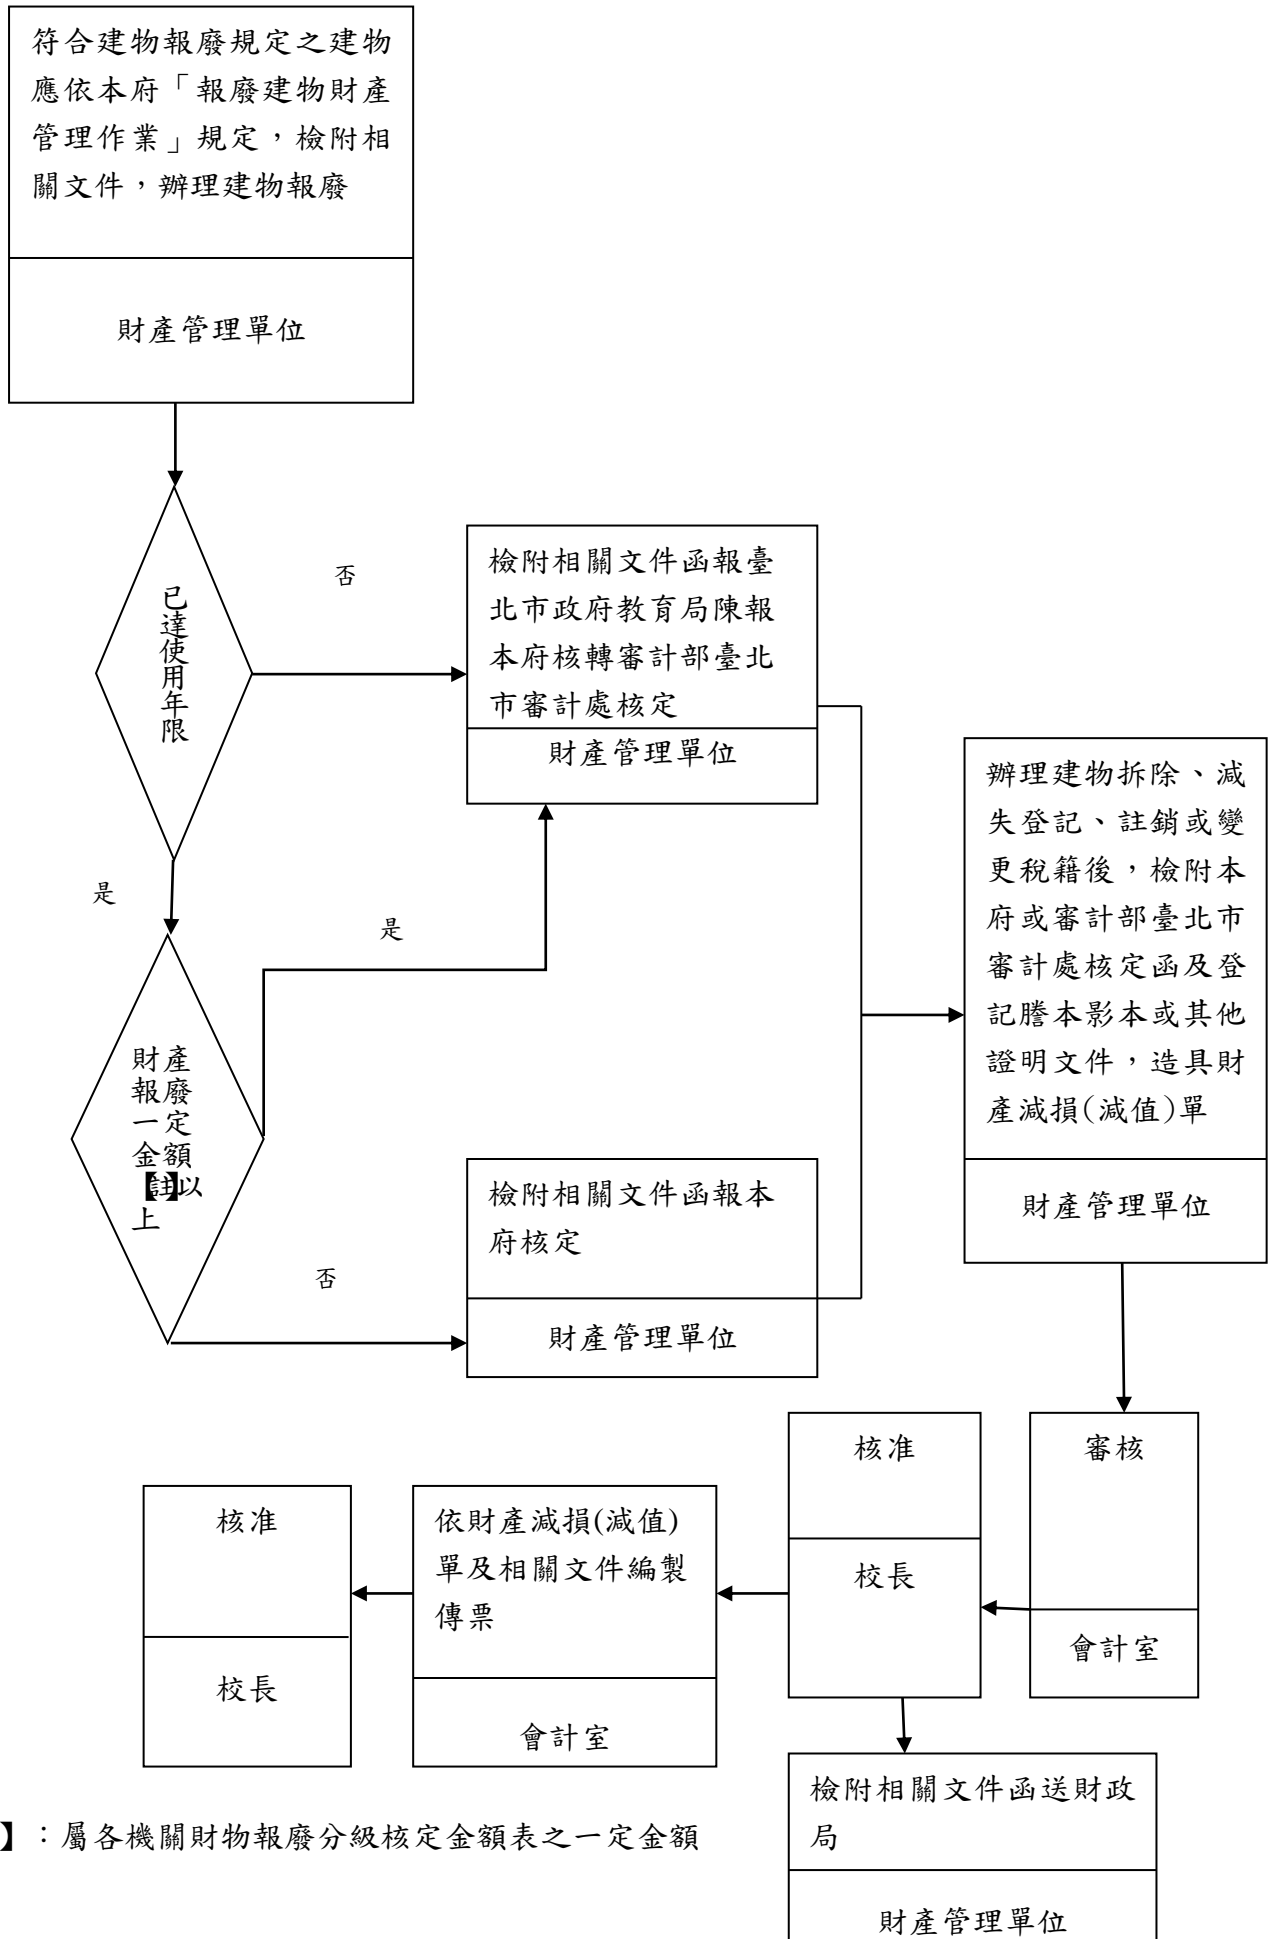 符合建物報廢規定之建物
應依本府「報廢建物財產
管理作業」規定，檢附相
關文件，辦理建物報廢
財產管理單位
已達使用年限
否
檢附相關文件函報臺
北市政府教育局陳報
本府核轉審計部臺北
市審計處核定
財產管理單位
是
是
財產
報廢
一定
金額
【註】以
上
否
檢附相關文件函報本
府核定
財產管理單位
辦理建物拆除、減
失登記、註銷或變
更稅籍後，檢附本
府或審計部臺北市
審計處核定函及登
記謄本影本或其他
證明文件，造具財
產減損(減值)單
財產管理單位
審核
會計室
核准
校長
依財產減損(減值)
單及相關文件編製
傳票
會計室
核准
校長
檢附相關文件函送財政
局
財產管理單位
】：屬各機關財物報廢分級核定金額表之一定金額